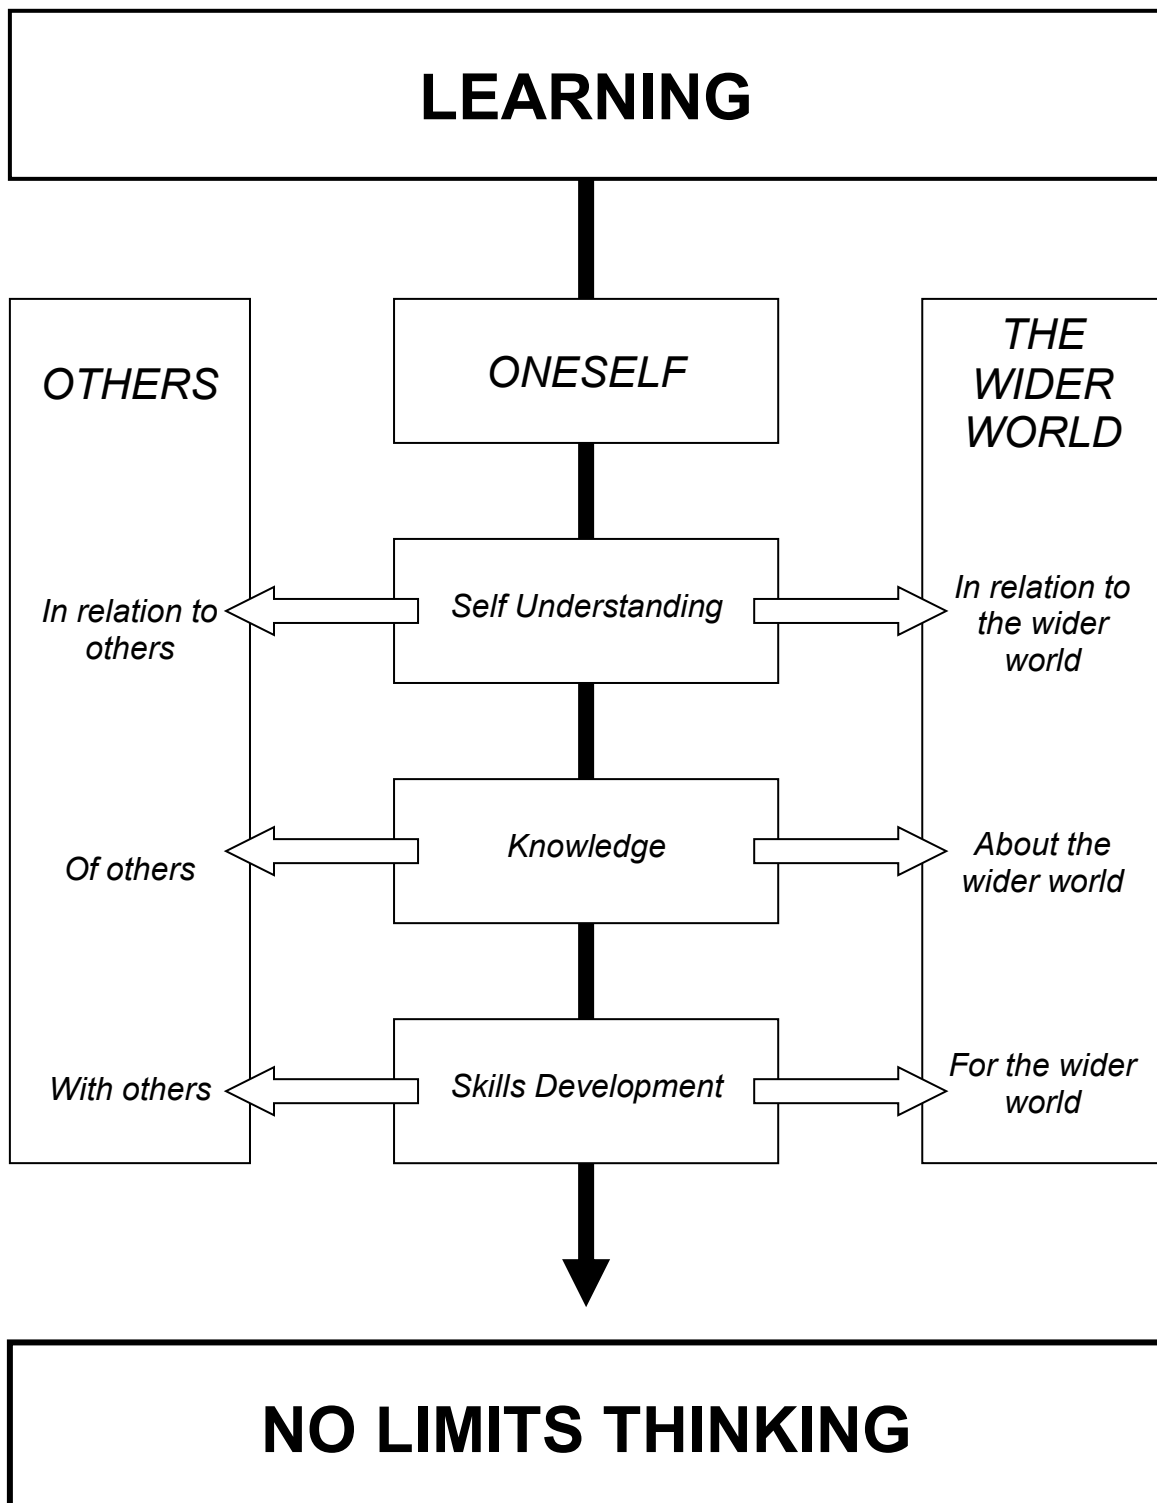 LEARNING
OTHERS
ONESELF
THE
WIDER
WORLD
In relation to
others
Self Understanding
In relation to
the wider
world
Of others
Knowledge
About the
wider world
With others
Skills Development
For the wider
world
NO LIMITS THINKING